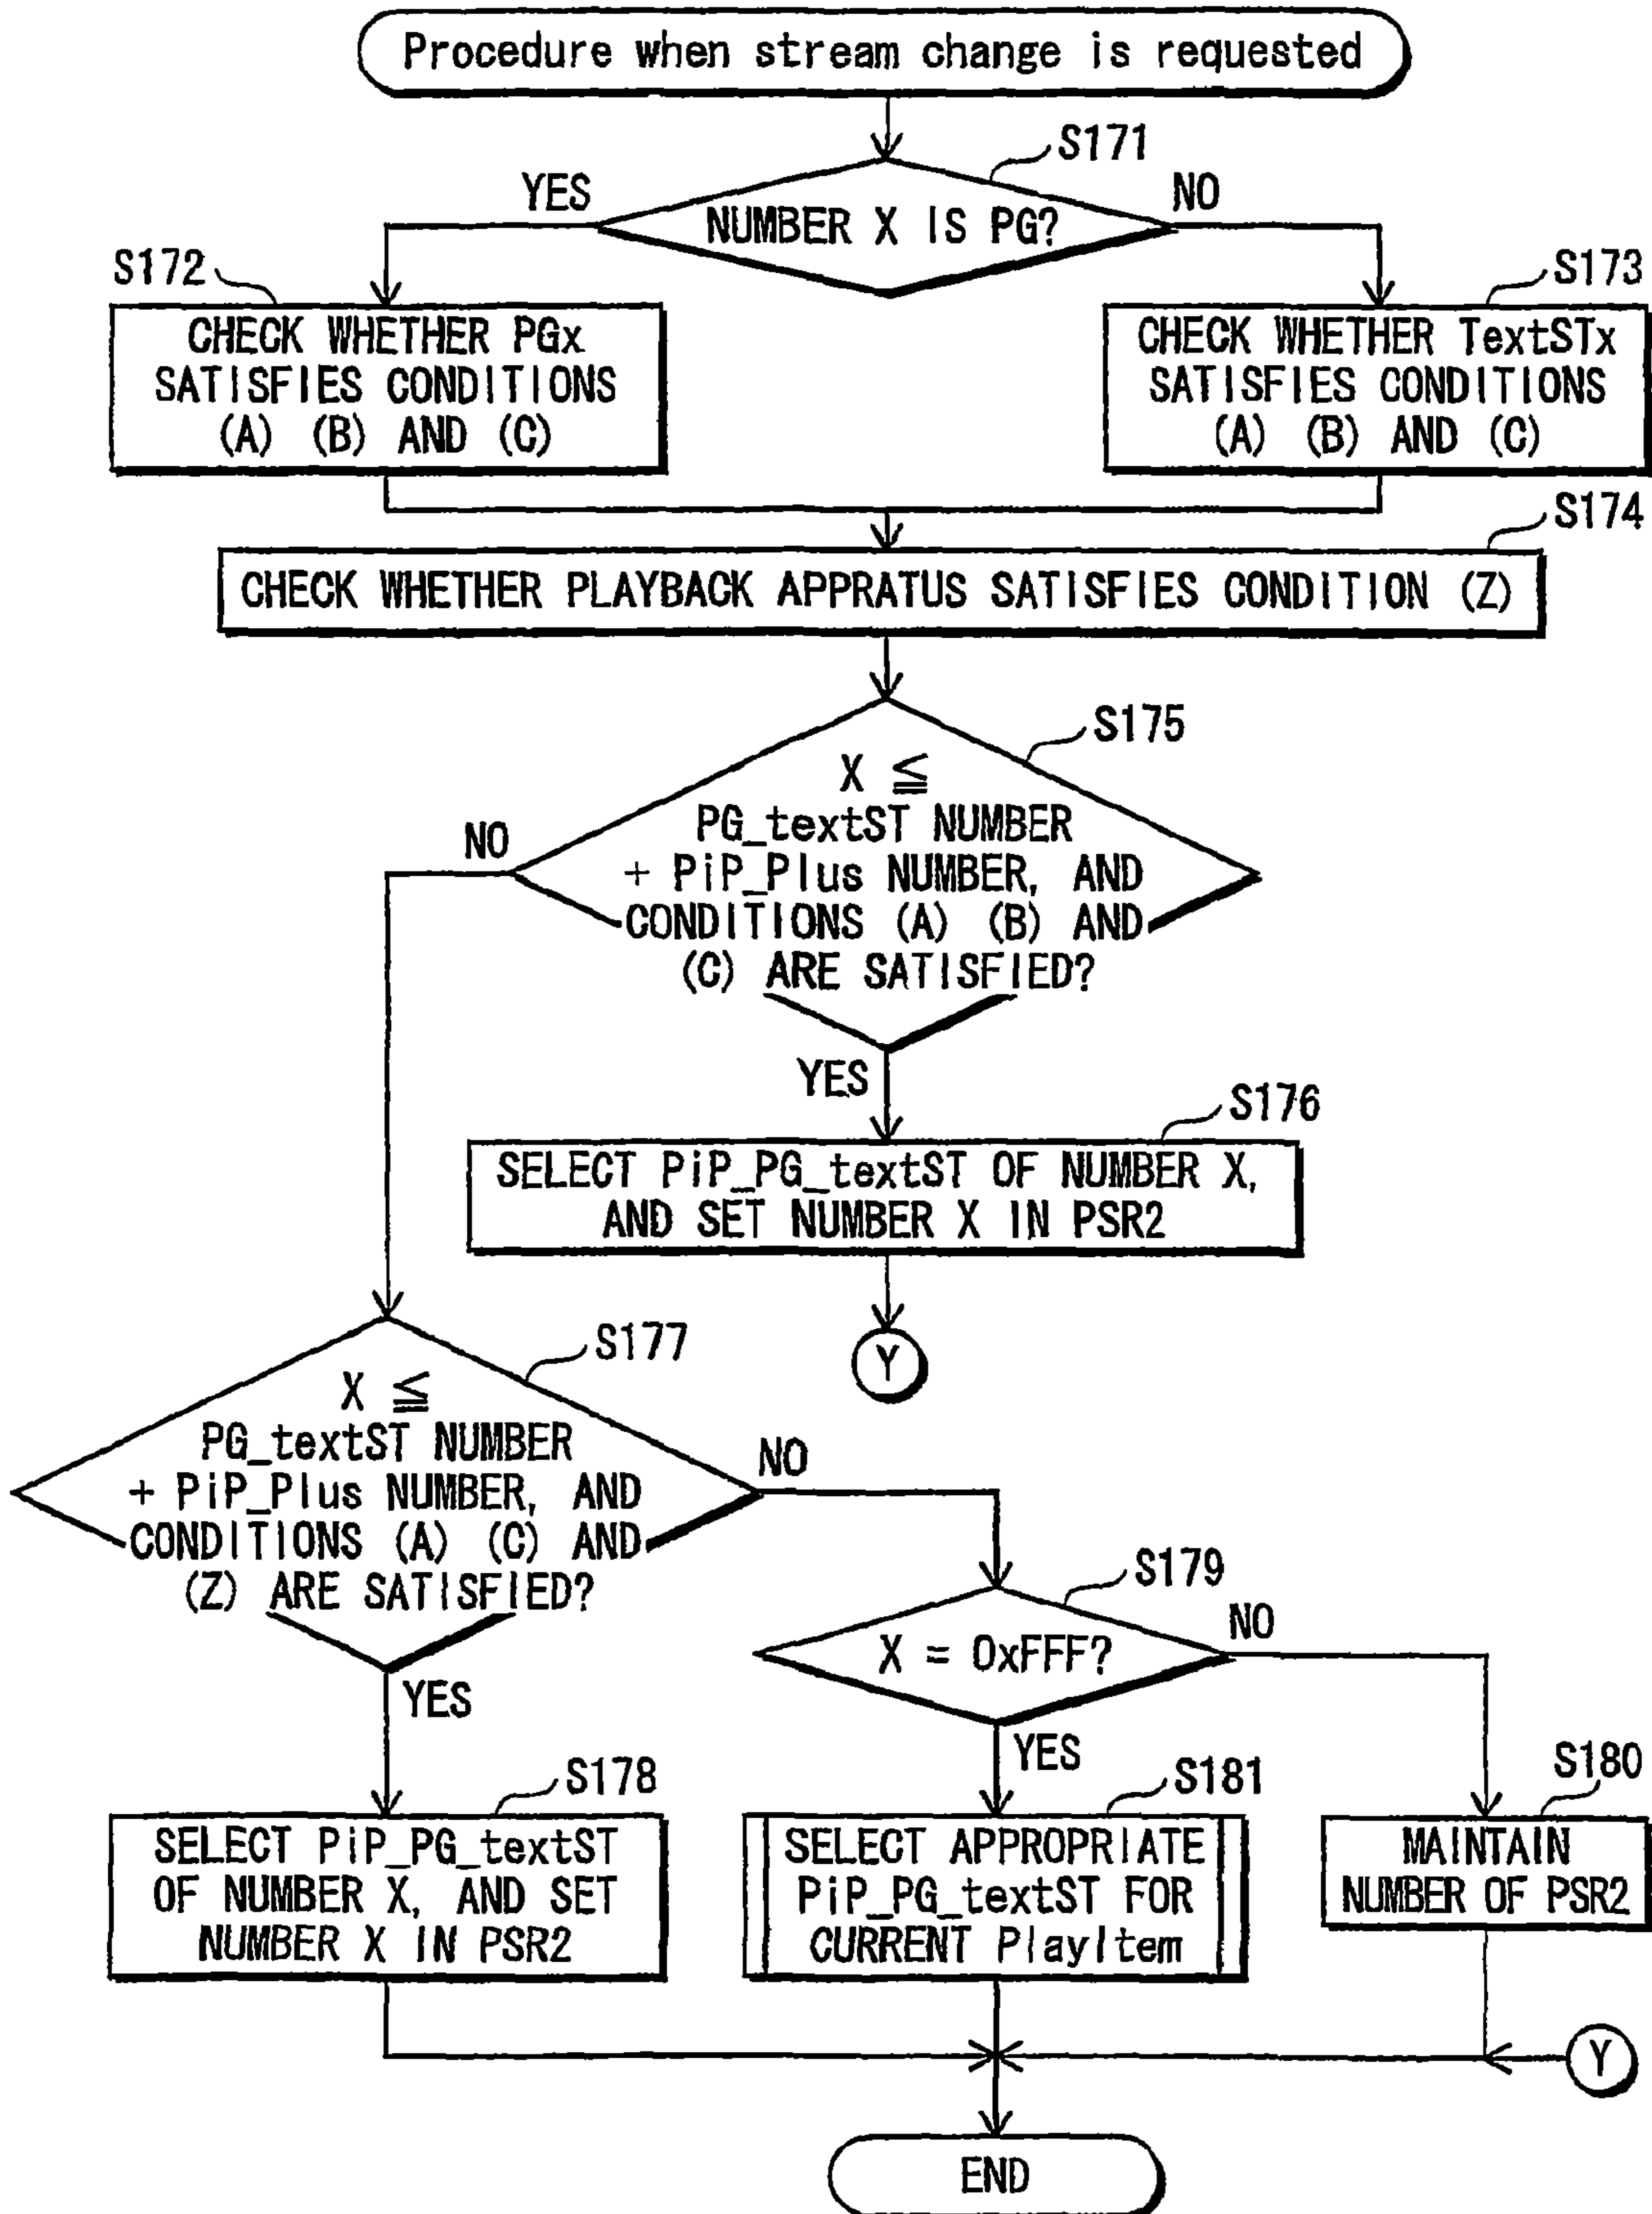 Procedure when stream change is requested
S171
YES
NO
NUMBER X IS PG?
S172
S173
CHECK WHETHER PGx
SATISFIES CONDITIONS
(A) (B) AND (C)
CHECK WHETHER TextSTx
SATISFIES CONDITIONS
(A) (B) AND (C)
S174
CHECK WHETHER PLAYBACK APPRATUS SATISFIES CONDITION (Z)
S175
X ≦
PG_textST NUMBER
+ PiP_Plus NUMBER, AND
CONDITIONS (A) (B) AND
(C) ARE SATISFIED?
NO
YES
S176
SELECT PiP_PG_textST OF NUMBER X,
AND SET NUMBER X IN PSR2
Y
S177
X ≦
PG_textST NUMBER
+ PiP_Plus NUMBER, AND
CONDITIONS (A) (C) AND
(Z) ARE SATISFIED?
NO
YES
S179
X = 0xFFF?
NO
YES
S178
SELECT PiP_PG_textST
OF NUMBER X, AND SET
NUMBER X IN PSR2
S181
SELECT APPROPRIATE
PiP_PG_textST FOR
CURRENT PlayItem
S180
MAINTAIN
NUMBER OF PSR2
Y
END